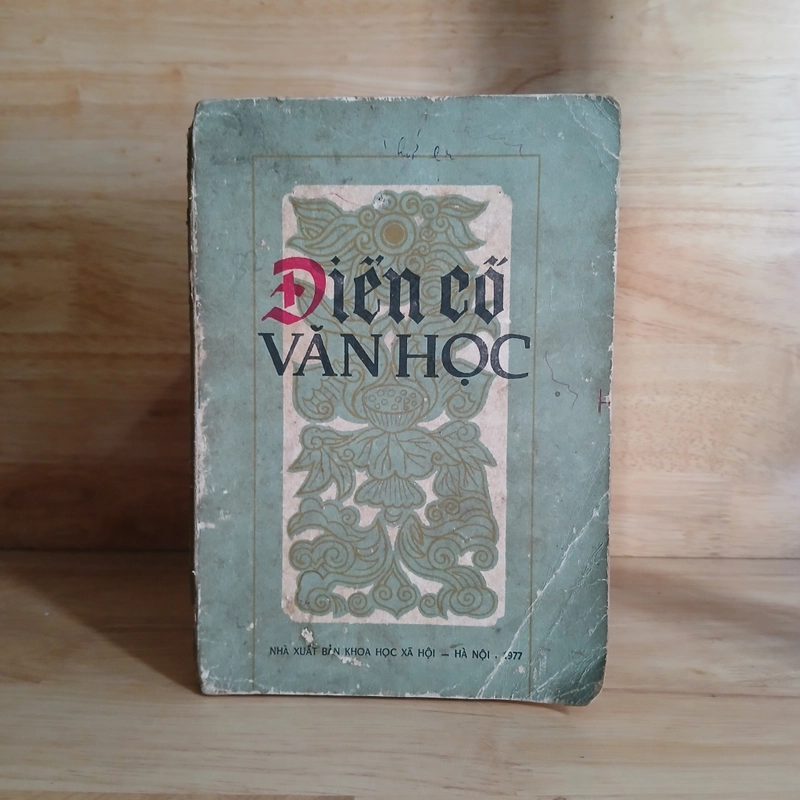 Điển cố
VĂN HỌC
NHÀ XUẤT BẢN KHOA HỌC XÃ HỘI – HÀ NỘI . 1977